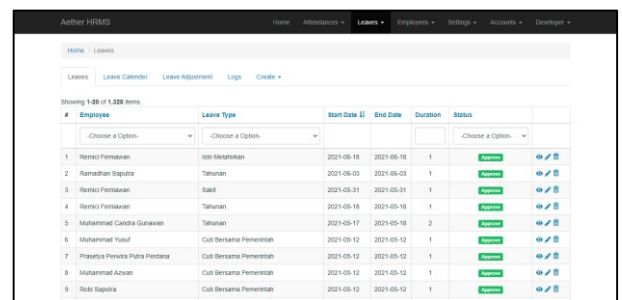 Aether HRMS Home Attendances Leaves Employees Settings Accounts Developer
Home / Leaves
Leaves Leave Calender Leave Adjustment Logs Create
Showing 1-20 of 1,320 items.
# Employee Leave Type Start Date End Date Duration Status
-Choose a Option- -Choose a Option- -Choose a Option-
1 Remici Ferniawan Istri Melahirkan 2021-06-18 2021-06-18 1 Approve
2 Ramadhan Saputra Tahunan 2021-06-03 2021-06-03 1 Approve
3 Remici Ferniawan Sakit 2021-05-31 2021-05-31 1 Approve
4 Remici Ferniawan Tahunan 2021-05-18 2021-05-18 1 Approve
5 Muhammad Candra Gunawan Tahunan 2021-05-17 2021-05-18 2 Approve
6 Muhammad Yusuf Cuti Bersama Pemerintah 2021-05-12 2021-05-12 1 Approve
7 Prasetya Perwira Putra Perdana Cuti Bersama Pemerintah 2021-05-12 2021-05-12 1 Approve
8 Muhammad Azwan Cuti Bersama Pemerintah 2021-05-12 2021-05-12 1 Approve
9 Robi Saputra Cuti Bersama Pemerintah 2021-05-12 2021-05-12 1 Approve